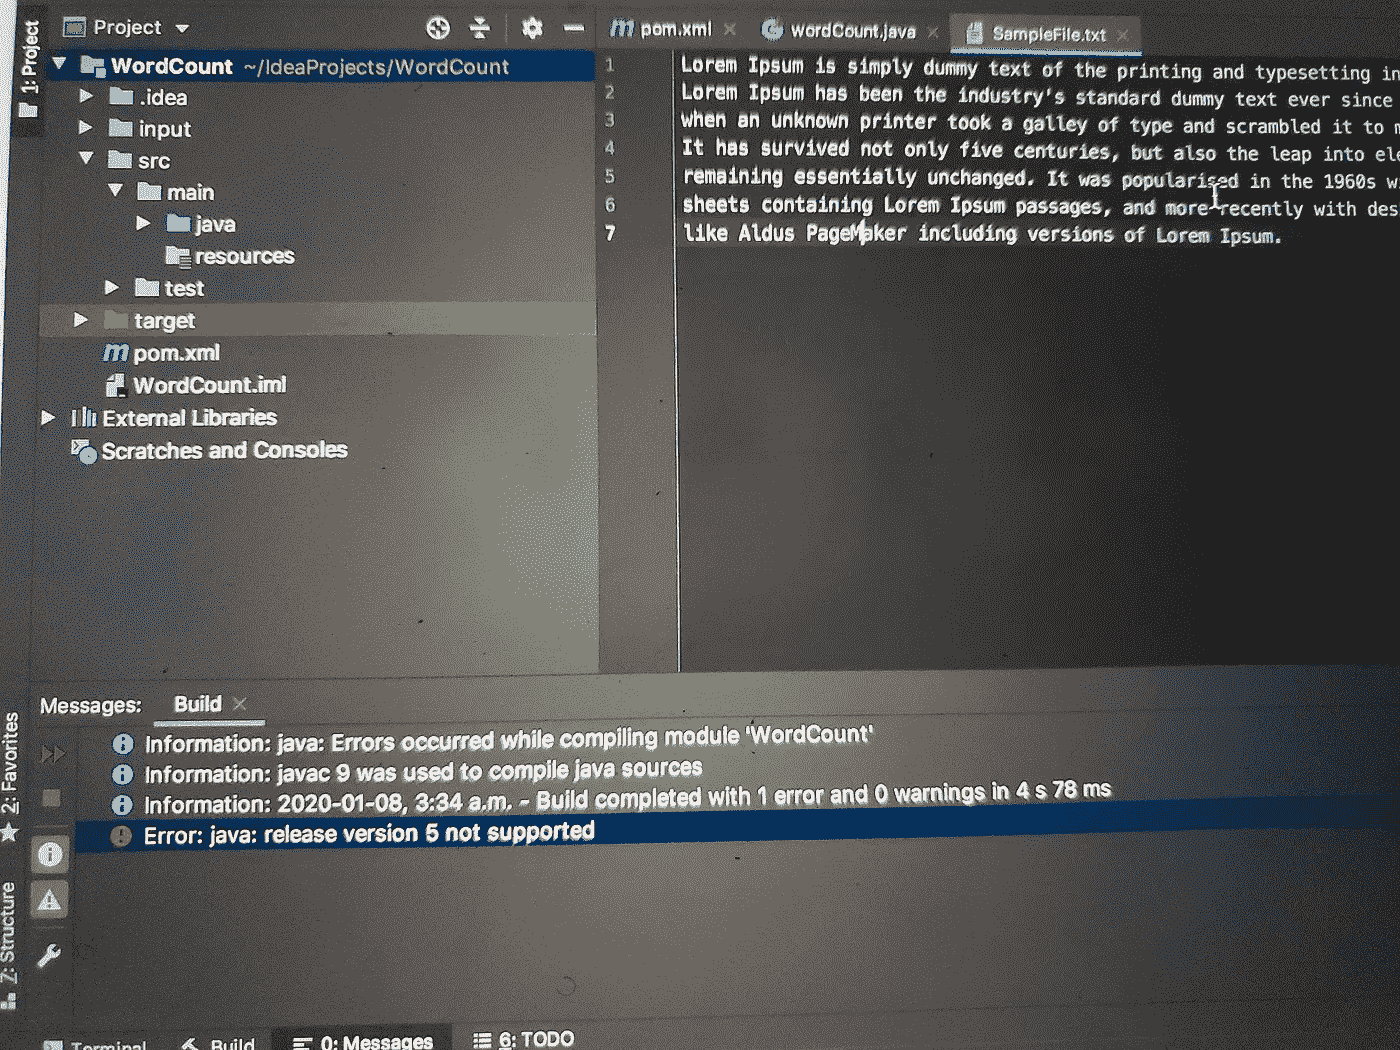 1: Project
Project
WordCount ~/IdeaProjects/WordCount
.idea
input
src
main
java
resources
test
target
pom.xml
WordCount.iml
External Libraries
Scratches and Consoles
pom.xml
wordCount.java
SampleFile.txt
1 Lorem Ipsum is simply dummy text of the printing and typesetting in
2 Lorem Ipsum has been the industry's standard dummy text ever since
3 when an unknown printer took a galley of type and scrambled it to m
4 It has survived not only five centuries, but also the leap into ele
5 remaining essentially unchanged. It was popularised in the 1960s w
6 sheets containing Lorem Ipsum passages, and more recently with des
7 like Aldus PageMaker including versions of Lorem Ipsum.
Messages: Build
Information: java: Errors occurred while compiling module 'WordCount'
Information: javac 9 was used to compile java sources
Information: 2020-01-08, 3:34 a.m. - Build completed with 1 error and 0 warnings in 4 s 78 ms
Error: java: release version 5 not supported
2: Favorites
7: Structure
Terminal
Build
0: Messages
6: TODO